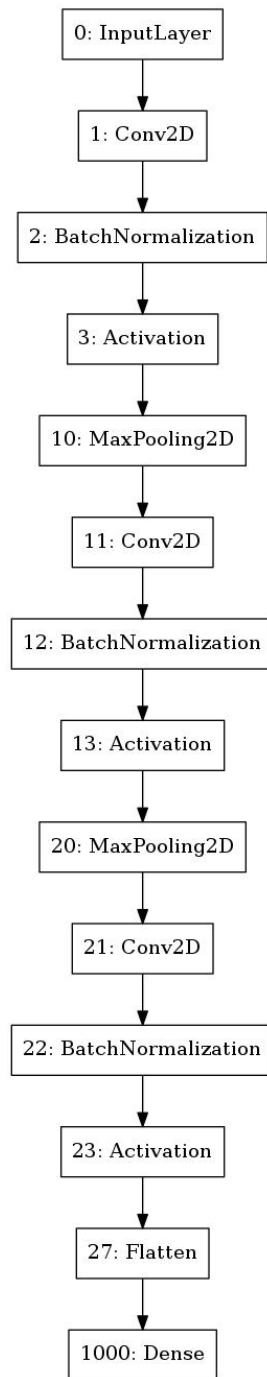 0: InputLayer
1: Conv2D
2: BatchNormalization
3: Activation
10: MaxPooling2D
11: Conv2D
12: BatchNormalization
13: Activation
20: MaxPooling2D
21: Conv2D
22: BatchNormalization
23: Activation
27: Flatten
1000: Dense